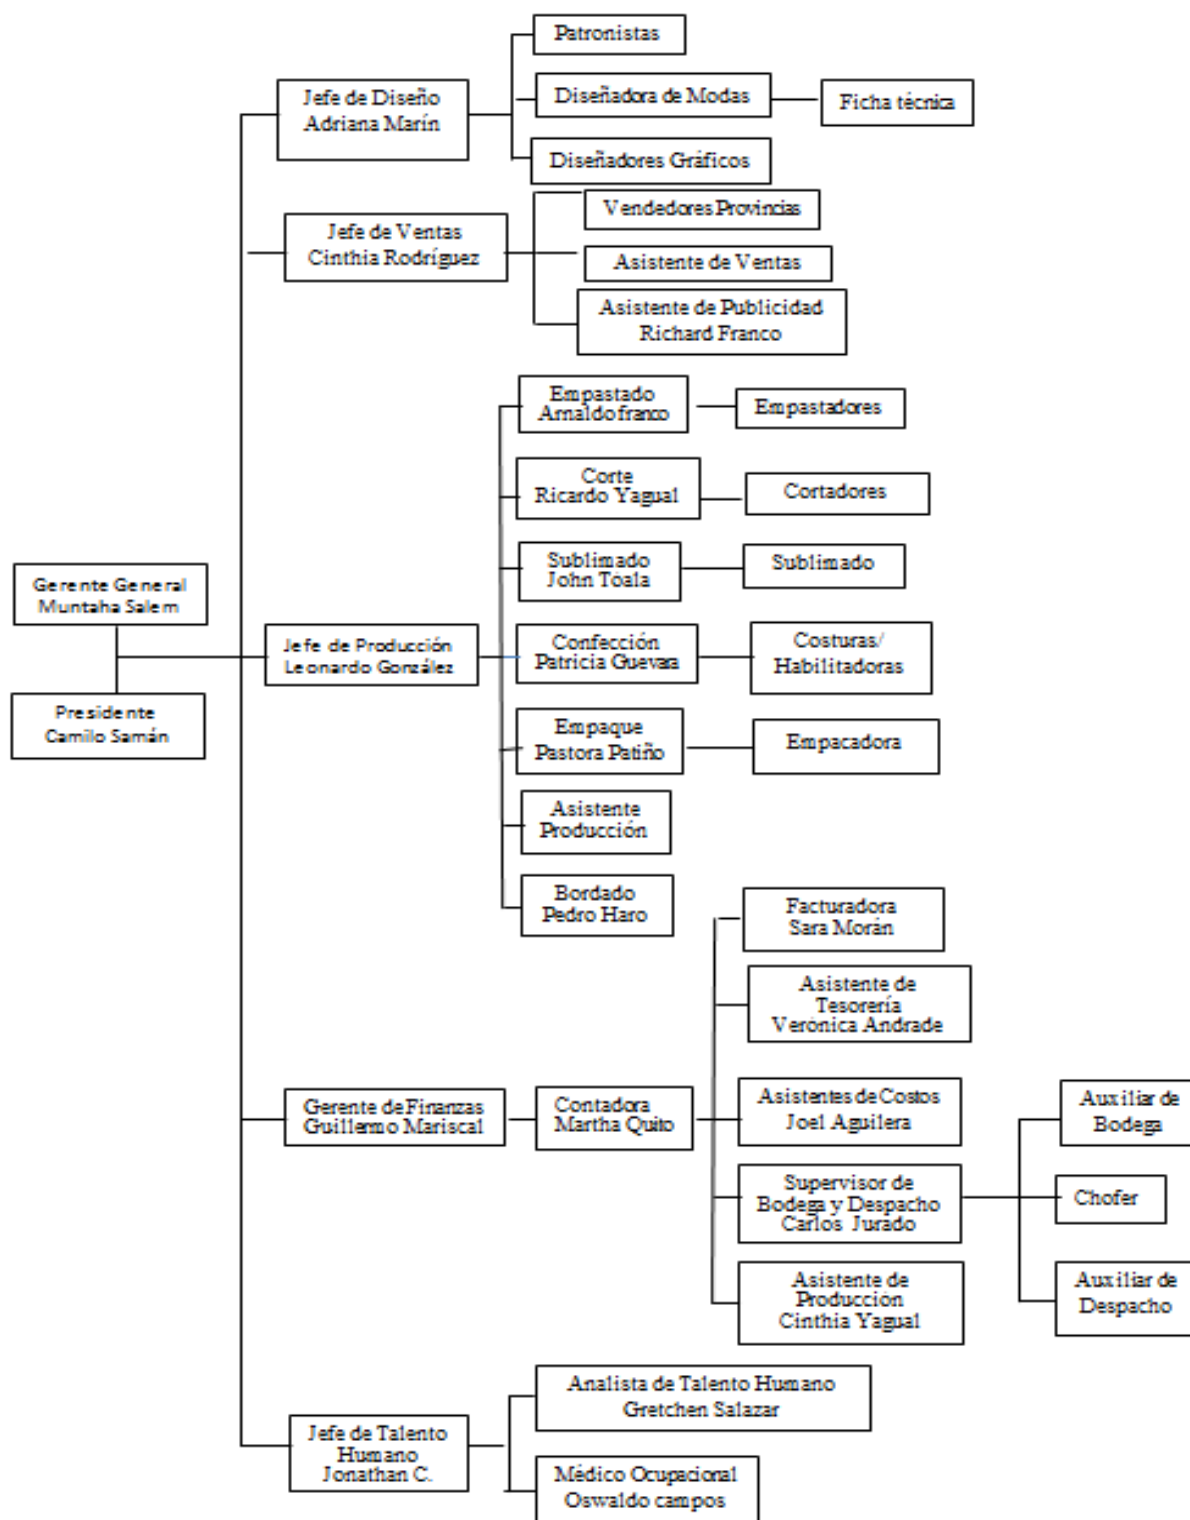 Patronistas
Jefe de Diseño
Adriana Marín
Diseñadora de Modas
Ficha técnica
Diseñadores Gráficos
Vendedores Provincias
Jefe de Ventas
Cinthia Rodríguez
Asistente de Ventas
Asistente de Publicidad
Richard Franco
Empastado
Arnaldo franco
Empastadores
Corte
Ricardo Yagual
Cortadores
Sublimado
John Tóala
Sublimado
Gerente General
Muntaha Salem
Jefe de Producción
Leonardo González
Confección
Patricia Guevara
Costuras/
Habilitadoras
Presidente
Camilo Samán
Empaque
Pastora Patiño
Empacadora
Asistente
Producción
Bordado
Pedro Haro
Facturadora
Sara Morán
Asistente de
Tesorería
Verónica Andrade
Gerente de Finanzas
Guillermo Mariscal
Contadora
Martha Quito
Asistentes de Costos
Joel Aguilera
Auxiliar de
Bodega
Supervisor de
Bodega y Despacho
Carlos Jurado
Chofer
Asistente de
Producción
Cinthia Yagual
Auxiliar de
Despacho
Analista de Talento Humano
Gretchen Salazar
Jefe de Talento
Humano
Jonathan C.
Médico Ocupacional
Oswaldo campos